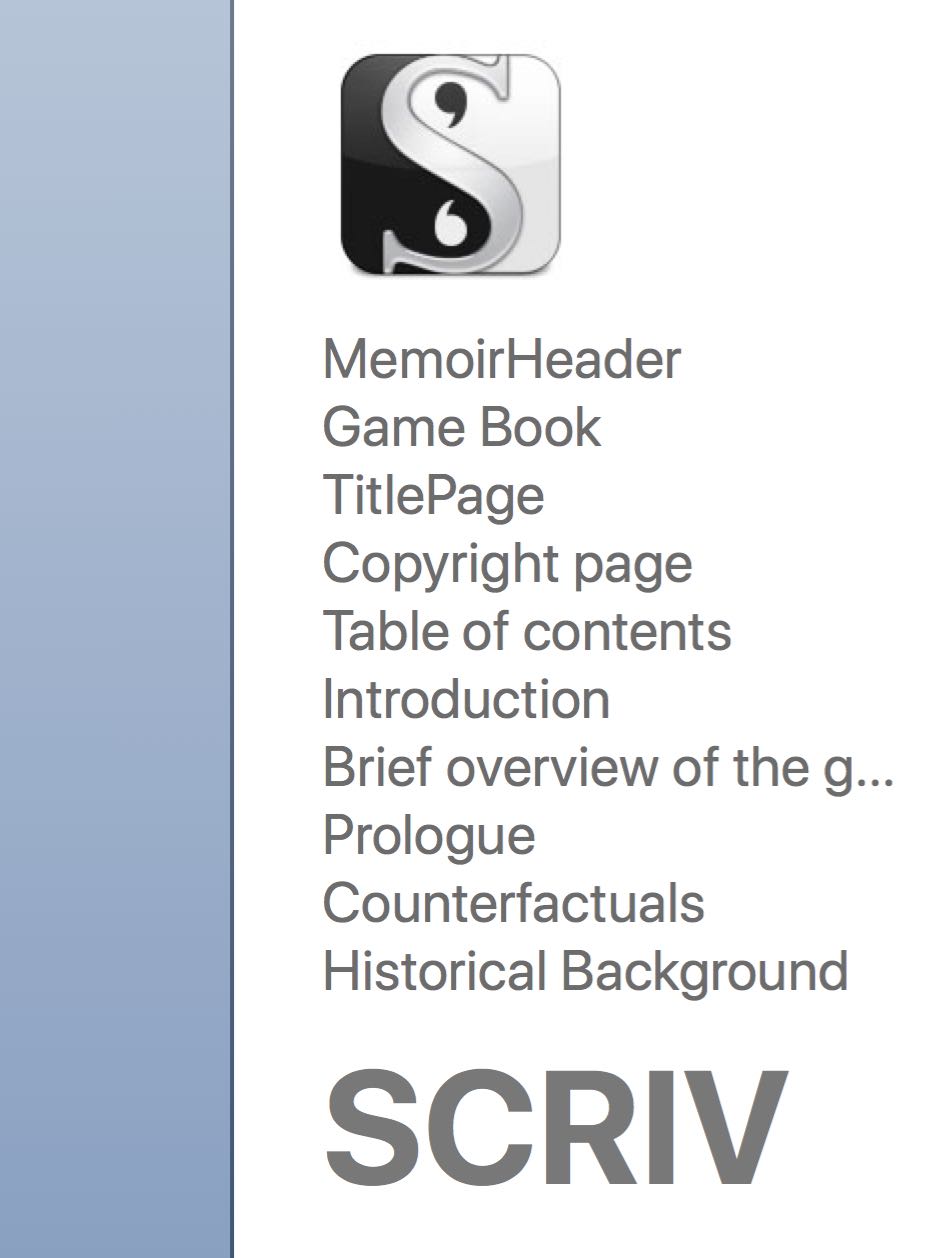 MemoirHeader
Game Book
TitlePage
Copyright page
Table of contents
Introduction
Brief overview of the g...
Prologue
Counterfactuals
Historical Background
SCRIV